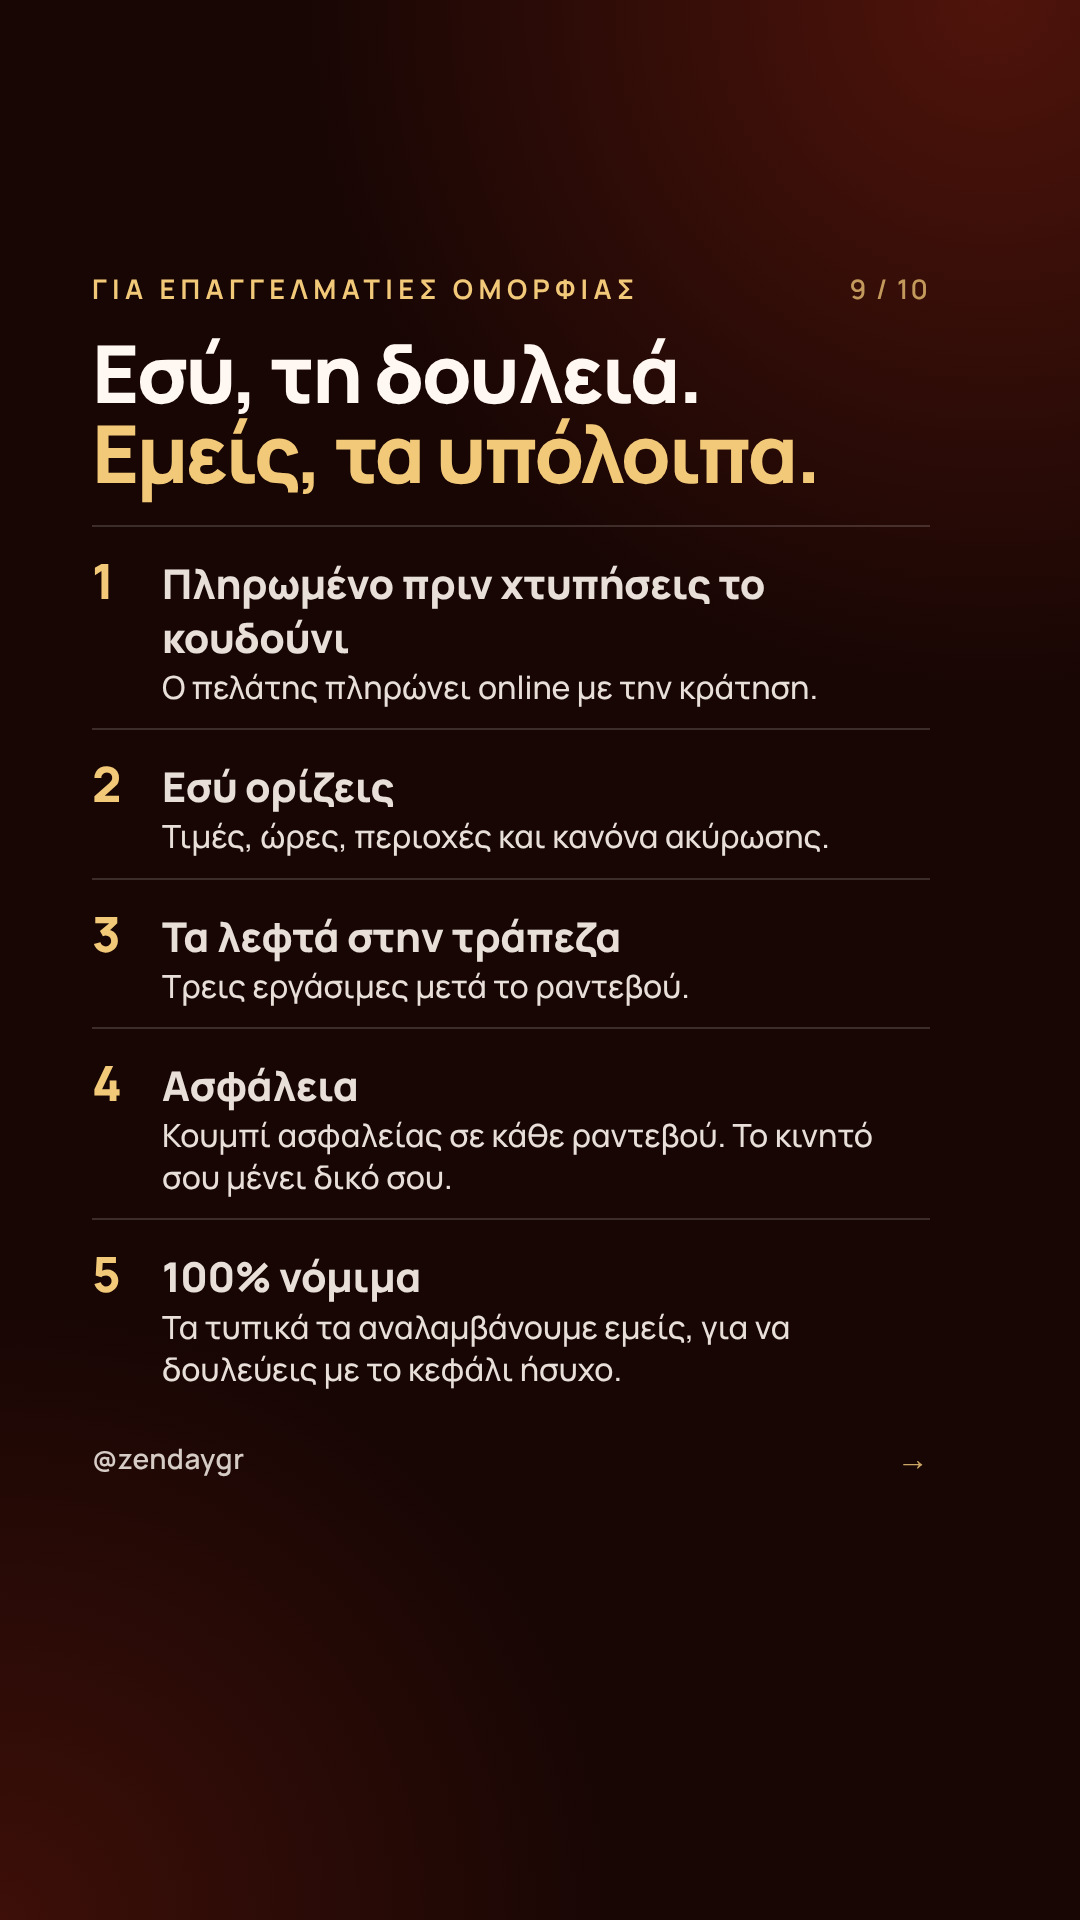 ΓΙΑ ΕΠΑΓΓΕΛΜΑΤΙΕΣ ΟΜΟΡΦΙΑΣ 9 / 10
Εσύ, τη δουλειά.
Εμείς, τα υπόλοιπα.
1 Πληρωμένο πριν χτυπήσεις το
κουδούνι
Ο πελάτης πληρώνει online με την κράτηση.
2 Εσύ ορίζεις
Τιμές, ώρες, περιοχές και κανόνα ακύρωσης.
3 Τα λεφτά στην τράπεζα
Τρεις εργάσιμες μετά το ραντεβού.
4 Ασφάλεια
Κουμπί ασφαλείας σε κάθε ραντεβού. Το κινητό
σου μένει δικό σου.
5 100% νόμιμα
Τα τυπικά τα αναλαμβάνουμε εμείς, για να
δουλεύεις με το κεφάλι ήσυχο.
@zendaygr →